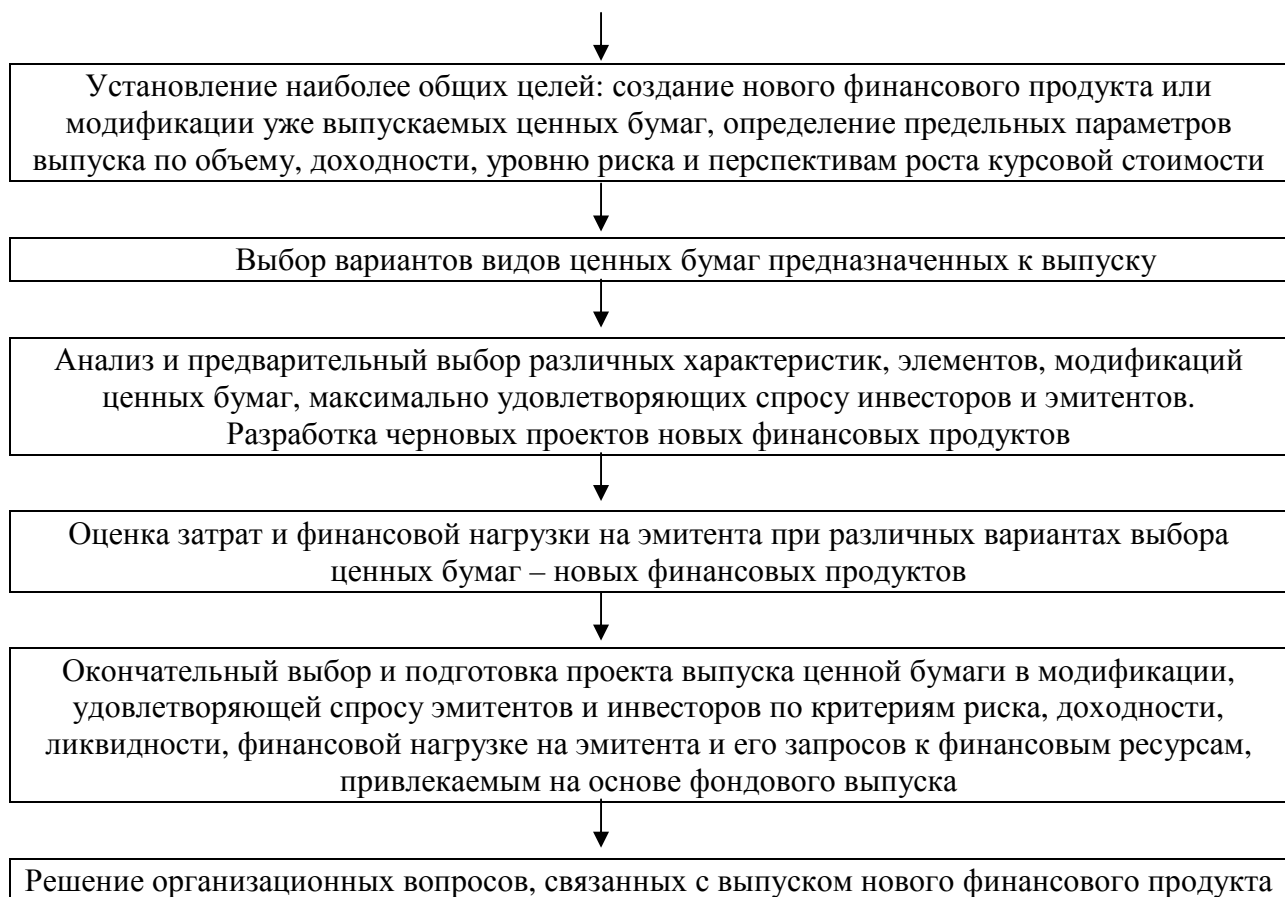 Установление наиболее общих целей: создание нового финансового продукта или
модификации уже выпускаемых ценных бумаг, определение предельных параметров
выпуска по объему, доходности, уровню риска и перспективам роста курсовой стоимости
Выбор вариантов видов ценных бумаг предназначенных к выпуску
Анализ и предварительный выбор различных характеристик, элементов, модификаций
ценных бумаг, максимально удовлетворяющих спросу инвесторов и эмитентов.
Разработка черновых проектов новых финансовых продуктов
Оценка затрат и финансовой нагрузки на эмитента при различных вариантах выбора
ценных бумаг – новых финансовых продуктов
Окончательный выбор и подготовка проекта выпуска ценной бумаги в модификации,
удовлетворяющей спросу эмитентов и инвесторов по критериям риска, доходности,
ликвидности, финансовой нагрузке на эмитента и его запросов к финансовым ресурсам,
привлекаемым на основе фондового выпуска
Решение организационных вопросов, связанных с выпуском нового финансового продукта